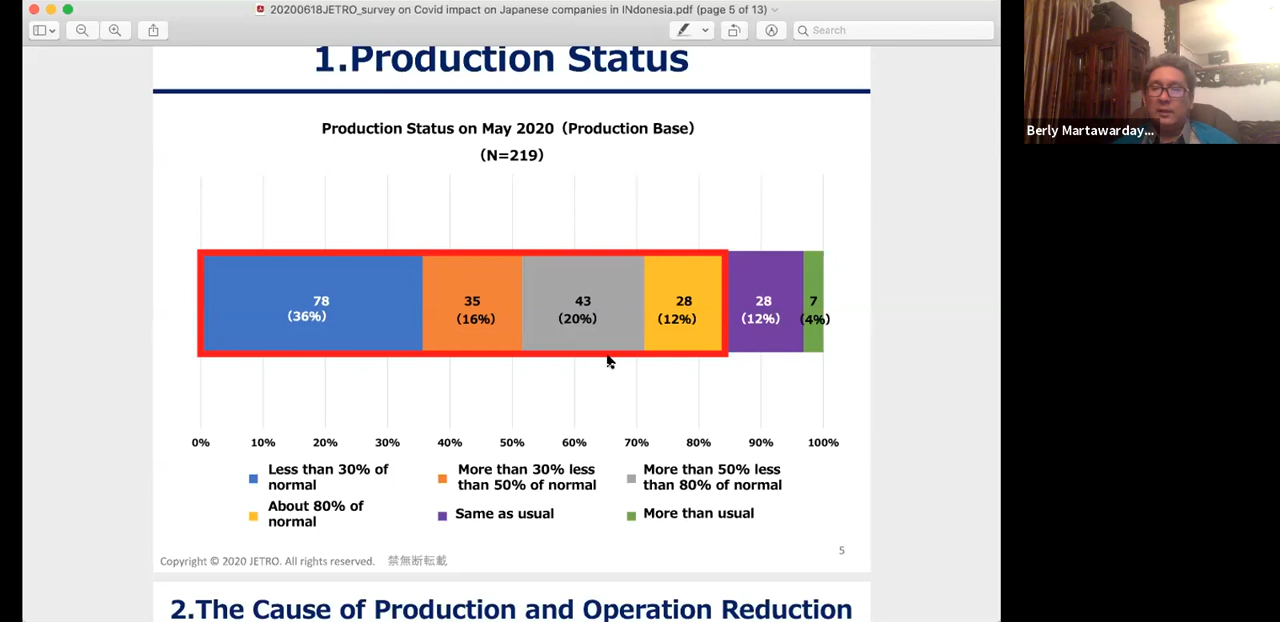 20200618JETRO_survey on Covid impact on Japanese companies in INdonesia.pdf (page 5 of 13)
Search
Berly Martawarday...
1.Production Status
Production Status on May 2020（Production Base）
(N=219)
78
(36%)
35
(16%)
43
(20%)
28
(12%)
28
(12%)
7
(4%)
0% 10% 20% 30% 40% 50% 60% 70% 80% 90% 100%
Less than 30% of
normal
More than 30% less
than 50% of normal
More than 50% less
than 80% of normal
About 80% of
normal
Same as usual
More than usual
5
Copyright © 2020 JETRO. All rights reserved. 禁無断転載
2.The Cause of Production and Operation Reduction